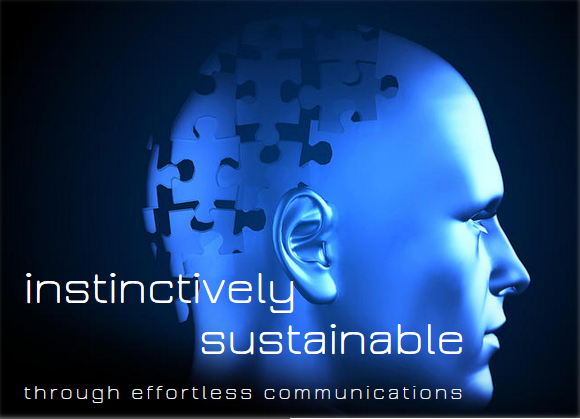 instinctively
sustainable
through effortless communications